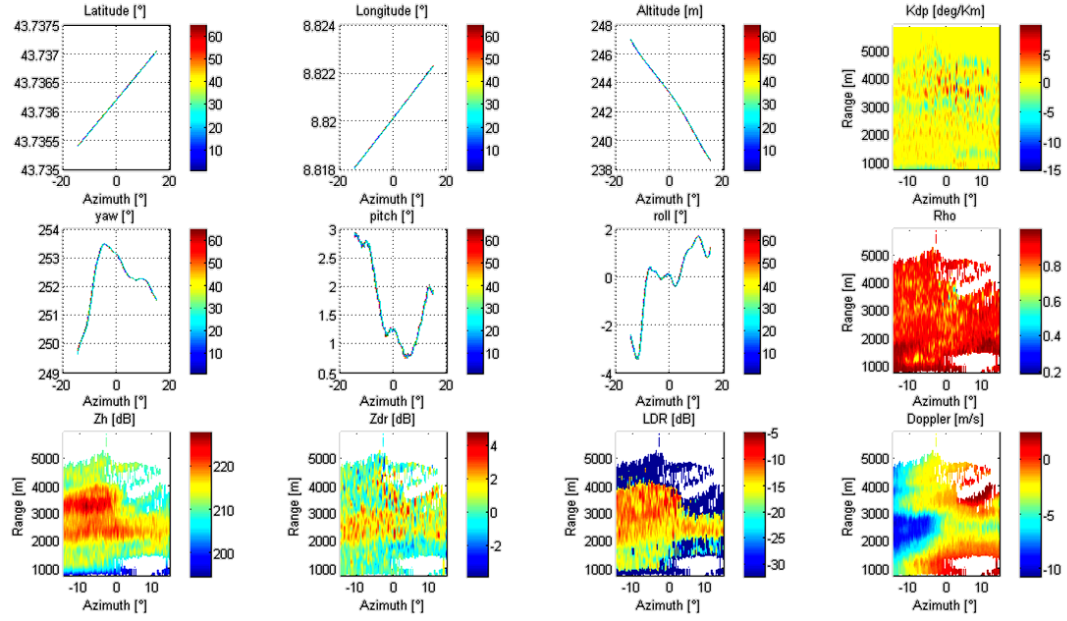 Latitude [°]
43.7375
43.737
43.7365
43.736
43.7355
43.735
-20 0 20
Azimuth [°]
60
50
40
30
20
10
Longitude [°]
8.824
8.822
8.82
8.818
-20 0 20
Azimuth [°]
60
50
40
30
20
10
Altitude [m]
248
246
244
242
240
238
-20 0 20
Azimuth [°]
60
50
40
30
20
10
Kdp [deg/Km]
Range [m]
5000
4000
3000
2000
1000
-10 0 10
Azimuth [°]
5
0
-5
-10
-15
yaw [°]
254
253
252
251
250
249
-20 0 20
Azimuth [°]
60
50
40
30
20
10
pitch [°]
3
2.5
2
1.5
1
0.5
-20 0 20
Azimuth [°]
60
50
40
30
20
10
roll [°]
2
0
-2
-4
-20 0 20
Azimuth [°]
60
50
40
30
20
10
Rho
Range [m]
5000
4000
3000
2000
1000
-10 0 10
Azimuth [°]
0.8
0.6
0.4
0.2
Zh [dB]
Range [m]
5000
4000
3000
2000
1000
-10 0 10
Azimuth [°]
220
210
200
Zdr [dB]
Range [m]
5000
4000
3000
2000
1000
-10 0 10
Azimuth [°]
4
2
0
-2
LDR [dB]
Range [m]
5000
4000
3000
2000
1000
-10 0 10
Azimuth [°]
-5
-10
-15
-20
-25
-30
Doppler [m/s]
Range [m]
5000
4000
3000
2000
1000
-10 0 10
Azimuth [°]
0
-5
-10